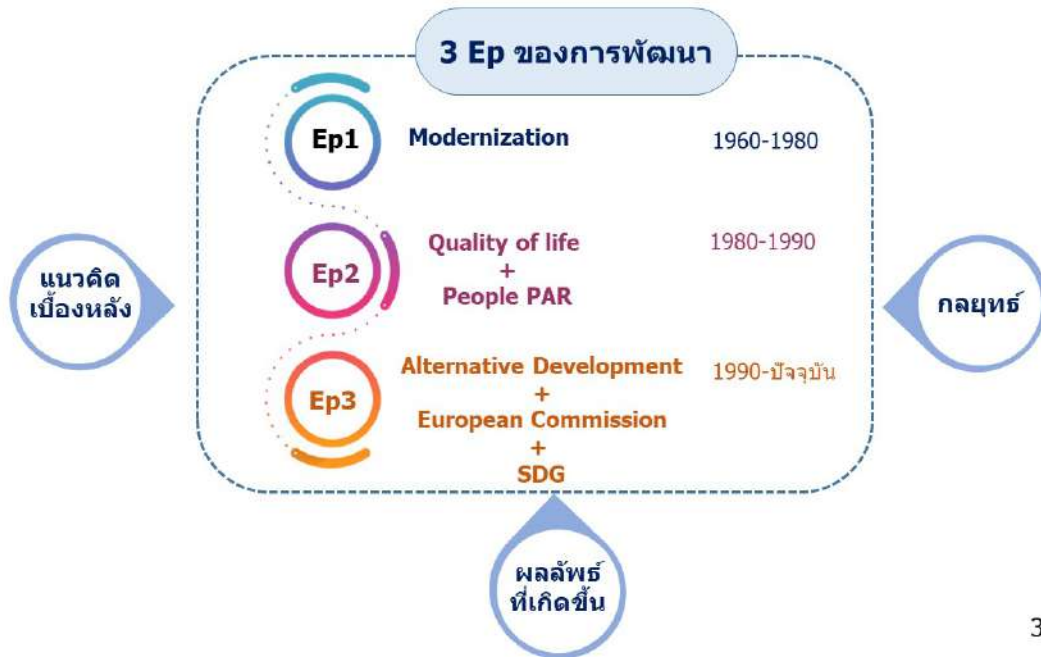 3 Ep ของการพัฒนา
Ep1
Modernization
1960-1980
Ep2
Quality of life
+
People PAR
1980-1990
Ep3
Alternative Development
+
European Commission
+
SDG
1990-ปัจจุบัน
แนวคิด
เบื้องหลัง
กลยุทธ์
ผลลัพธ์
ที่เกิดขึ้น
3